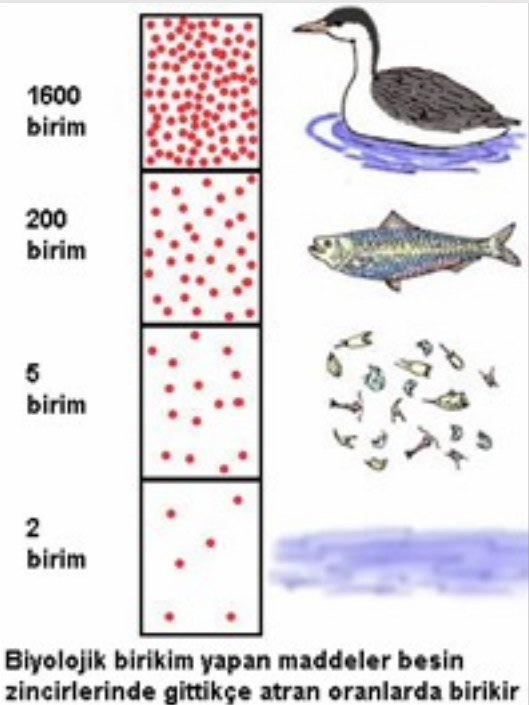 1600
birim
200
birim
5
birim
2
birim
Biyolojik birikim yapan maddeler besin
zincirlerinde gittikçe atran oranlarda birikir